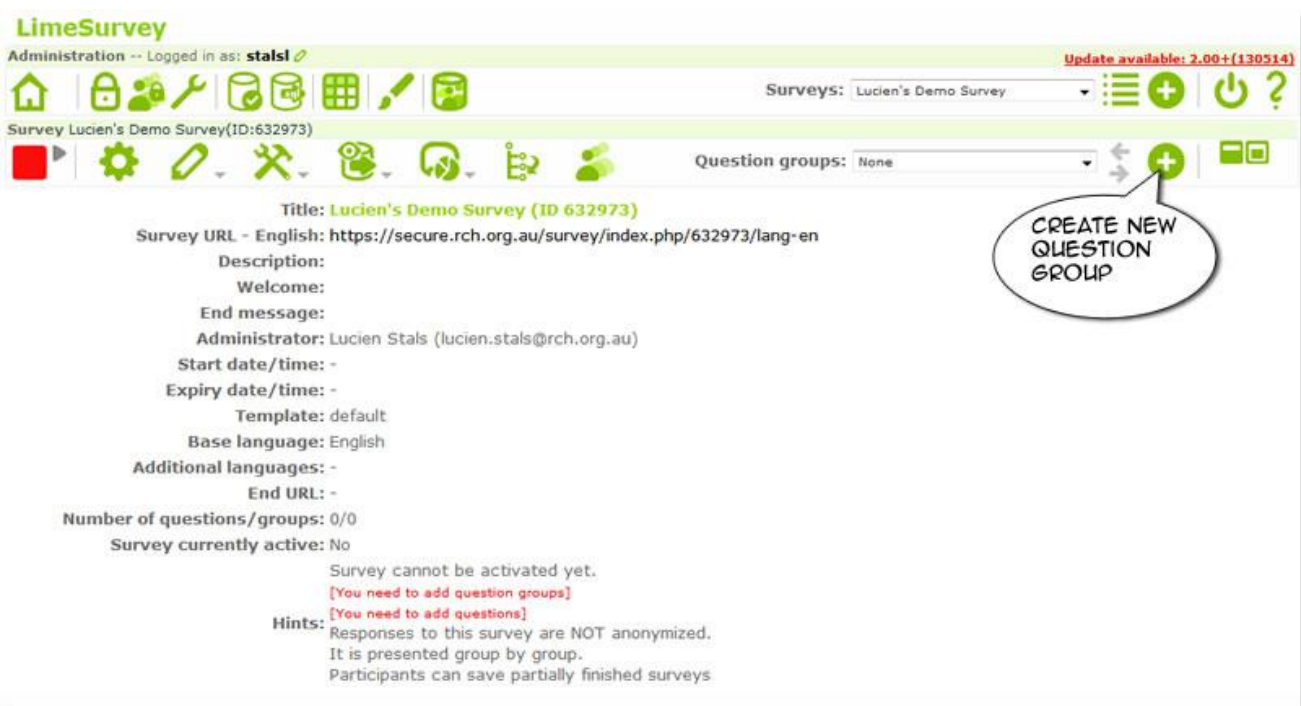 LimeSurvey
Administration -- Logged in as: stalsl
Update available: 2.00+(130514)
Surveys: Lucien's Demo Survey
Survey Lucien's Demo Survey(ID:632973)
Question groups: None
CREATE NEW
QUESTION
GROUP
Title: Lucien's Demo Survey (ID 632973)
Survey URL - English: https://secure.rch.org.au/survey/index.php/632973/lang-en
Description:
Welcome:
End message:
Administrator: Lucien Stals (lucien.stals@rch.org.au)
Start date/time: -
Expiry date/time: -
Template: default
Base language: English
Additional languages: -
End URL: -
Number of questions/groups: 0/0
Survey currently active: No
Hints: Survey cannot be activated yet.
[You need to add question groups]
[You need to add questions]
Responses to this survey are NOT anonymized.
It is presented group by group.
Participants can save partially finished surveys